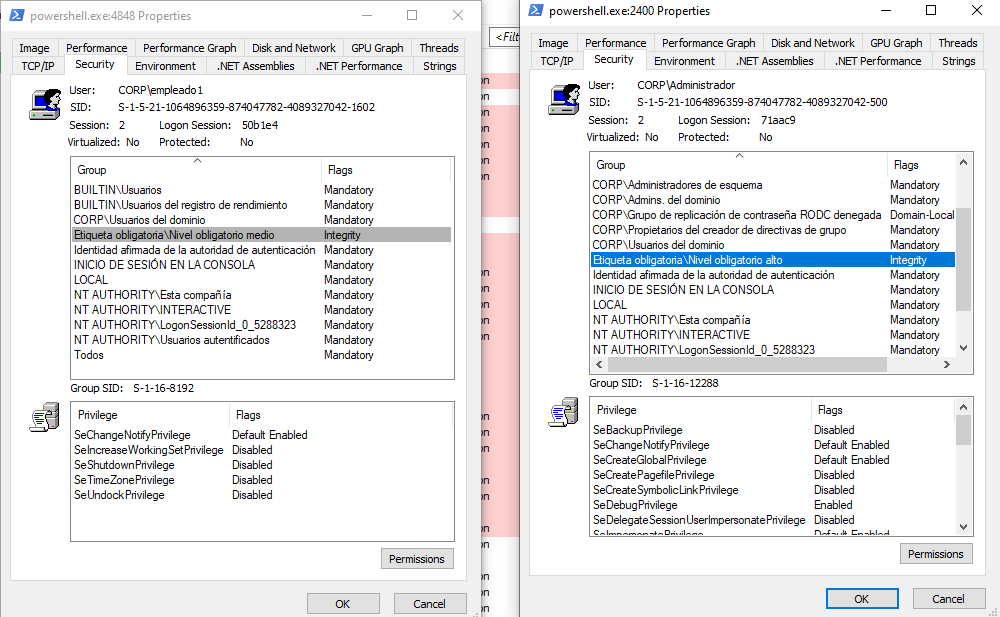 powershell.exe:4848 Properties
Image Performance Performance Graph Disk and Network GPU Graph Threads
TCP/IP Security Environment .NET Assemblies .NET Performance Strings
User: CORP\empleado1
SID: S-1-5-21-1064896359-874047782-4089327042-1602
Session: 2 Logon Session: 50b1e4
Virtualized: No Protected: No
Group Flags
BUILTIN\Usuarios Mandatory
BUILTIN\Usuarios del registro de rendimiento Mandatory
CORP\Usuarios del dominio Mandatory
Etiqueta obligatoria\Nivel obligatorio medio Integrity
Identidad afirmada de la autoridad de autenticación Mandatory
INICIO DE SESIÓN EN LA CONSOLA Mandatory
LOCAL Mandatory
NT AUTHORITY\Esta compañía Mandatory
NT AUTHORITY\INTERACTIVE Mandatory
NT AUTHORITY\LogonSessionId_0_5288323 Mandatory
NT AUTHORITY\Usuarios autentificados Mandatory
Todos Mandatory
Group SID: S-1-16-8192
Privilege Flags
SeChangeNotifyPrivilege Default Enabled
SeIncreaseWorkingSetPrivilege Disabled
SeShutdownPrivilege Disabled
SeTimeZonePrivilege Disabled
SeUndockPrivilege Disabled
Permissions
OK Cancel
<Filt
powershell.exe:2400 Properties
Image Performance Performance Graph Disk and Network GPU Graph Threads
TCP/IP Security Environment .NET Assemblies .NET Performance Strings
User: CORP\Administrador
SID: S-1-5-21-1064896359-874047782-4089327042-500
Session: 2 Logon Session: 71aac9
Virtualized: No Protected: No
Group Flags
CORP\Administradores de esquema Mandatory
CORP\Admins. del dominio Mandatory
CORP\Grupo de replicación de contraseña RODC denegada Domain-Local
CORP\Propietarios del creador de directivas de grupo Mandatory
CORP\Usuarios del dominio Mandatory
Etiqueta obligatoria\Nivel obligatorio alto Integrity
Identidad afirmada de la autoridad de autenticación Mandatory
INICIO DE SESIÓN EN LA CONSOLA Mandatory
LOCAL Mandatory
NT AUTHORITY\Esta compañía Mandatory
NT AUTHORITY\INTERACTIVE Mandatory
NT AUTHORITY\LogonSessionId_0_5288323 Mandatory
Group SID: S-1-16-12288
Privilege Flags
SeBackupPrivilege Disabled
SeChangeNotifyPrivilege Default Enabled
SeCreateGlobalPrivilege Default Enabled
SeCreatePagefilePrivilege Disabled
SeCreateSymbolicLinkPrivilege Disabled
SeDebugPrivilege Enabled
SeDelegateSessionUserImpersonatePrivilege Disabled
SeImpersonatePrivilege Default Enabled
Permissions
OK Cancel